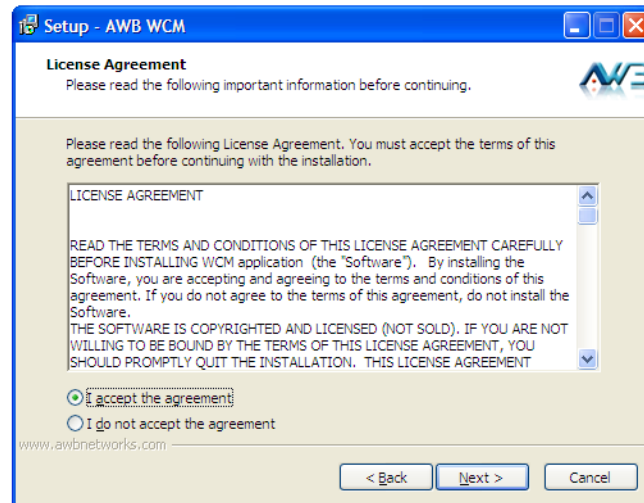 Setup - AWB WCM
License Agreement
Please read the following important information before continuing.
AWB
Please read the following License Agreement. You must accept the terms of this
agreement before continuing with the installation.
LICENSE AGREEMENT
READ THE TERMS AND CONDITIONS OF THIS LICENSE AGREEMENT CAREFULLY
BEFORE INSTALLING WCM application (the "Software"). By installing the
Software, you are accepting and agreeing to the terms and conditions of this
agreement. If you do not agree to the terms of this agreement, do not install the
Software.
THE SOFTWARE IS COPYRIGHTED AND LICENSED (NOT SOLD). IF YOU ARE NOT
WILLING TO BE BOUND BY THE TERMS OF THIS LICENSE AGREEMENT, YOU
SHOULD PROMPTLY QUIT THE INSTALLATION. THIS LICENSE AGREEMENT
I accept the agreement
I do not accept the agreement
www.awbnetworks.com
< Back Next > Cancel